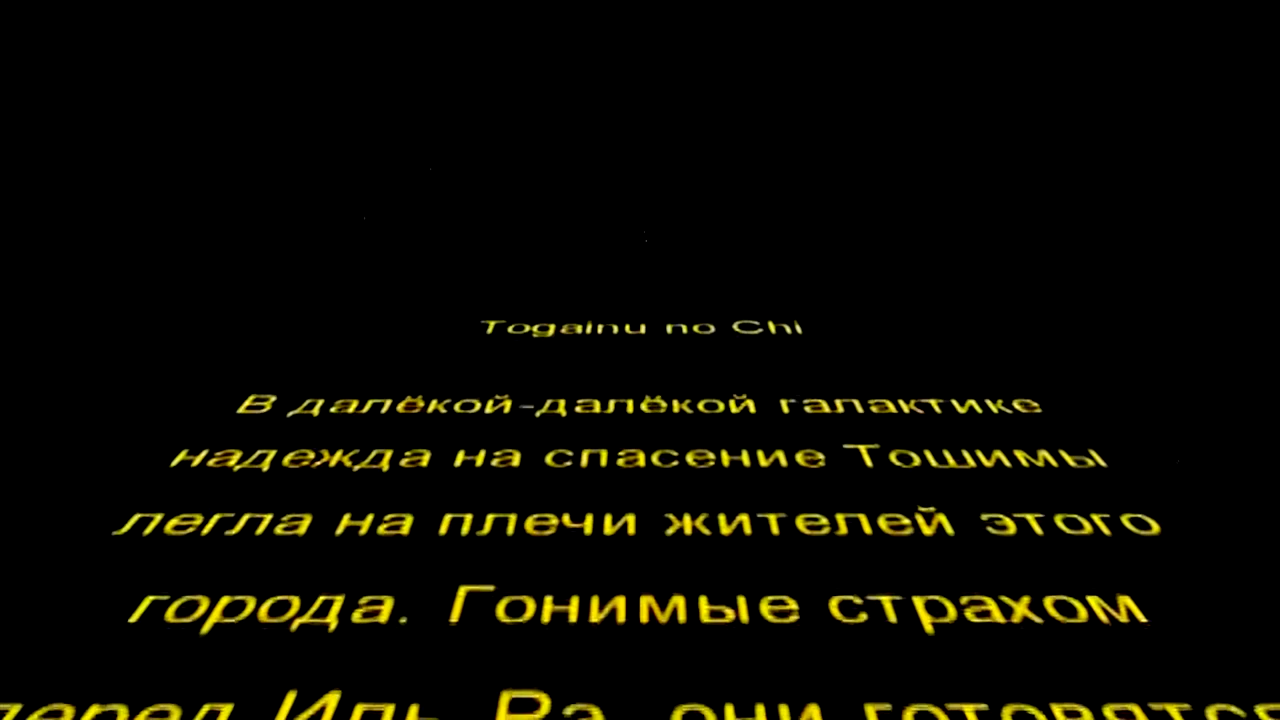 Togainu no Chi
В далёкой-далёкой галактике
надежда на спасение Тошимы
легла на плечи жителей этого
города. Гонимые страхом
перед Иль Рэ, они готовятся